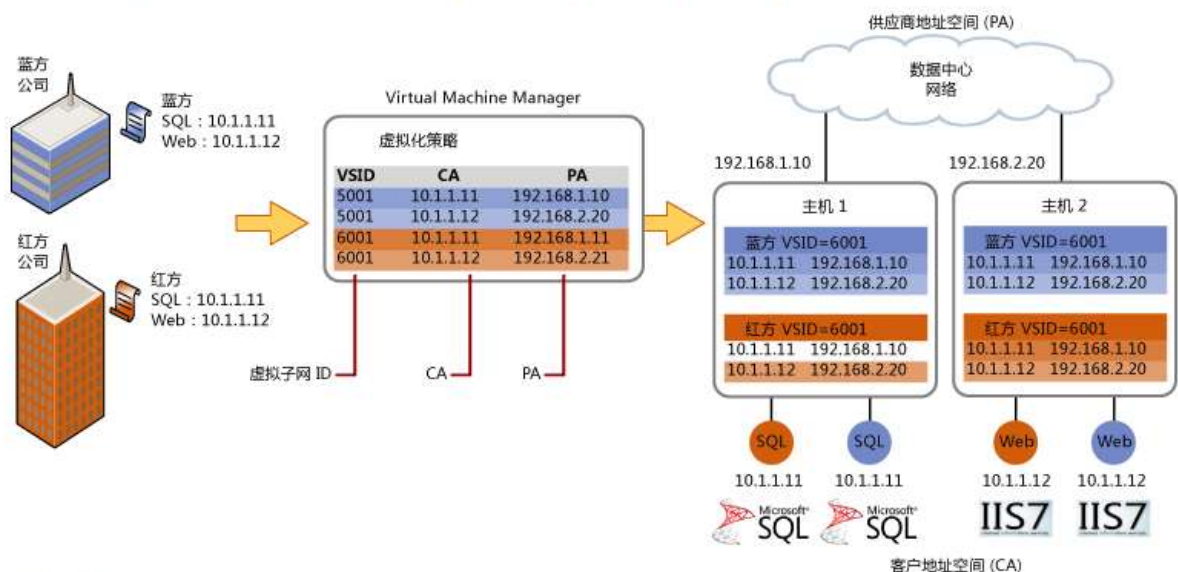 蓝方
公司
蓝方
SQL：10.1.1.11
Web：10.1.1.12
红方
公司
红方
SQL：10.1.1.11
Web：10.1.1.12
Virtual Machine Manager
虚拟化策略
VSID CA PA
5001 10.1.1.11 192.168.1.10
5001 10.1.1.12 192.168.2.20
6001 10.1.1.11 192.168.1.11
6001 10.1.1.12 192.168.2.21
虚拟子网 ID
CA
PA
供应商地址空间 (PA)
数据中心
网络
192.168.1.10
192.168.2.20
主机 1
蓝方 VSID=6001
10.1.1.11 192.168.1.10
10.1.1.12 192.168.2.20
红方 VSID=6001
10.1.1.11 192.168.1.10
10.1.1.12 192.168.2.20
主机 2
蓝方 VSID=6001
10.1.1.11 192.168.1.10
10.1.1.12 192.168.2.20
红方 VSID=6001
10.1.1.11 192.168.1.10
10.1.1.12 192.168.2.20
SQL
SQL
Web
Web
10.1.1.11
10.1.1.11
10.1.1.12
10.1.1.12
Microsoft
SQL
Microsoft
SQL
IIS7
IIS7
客户地址空间 (CA)